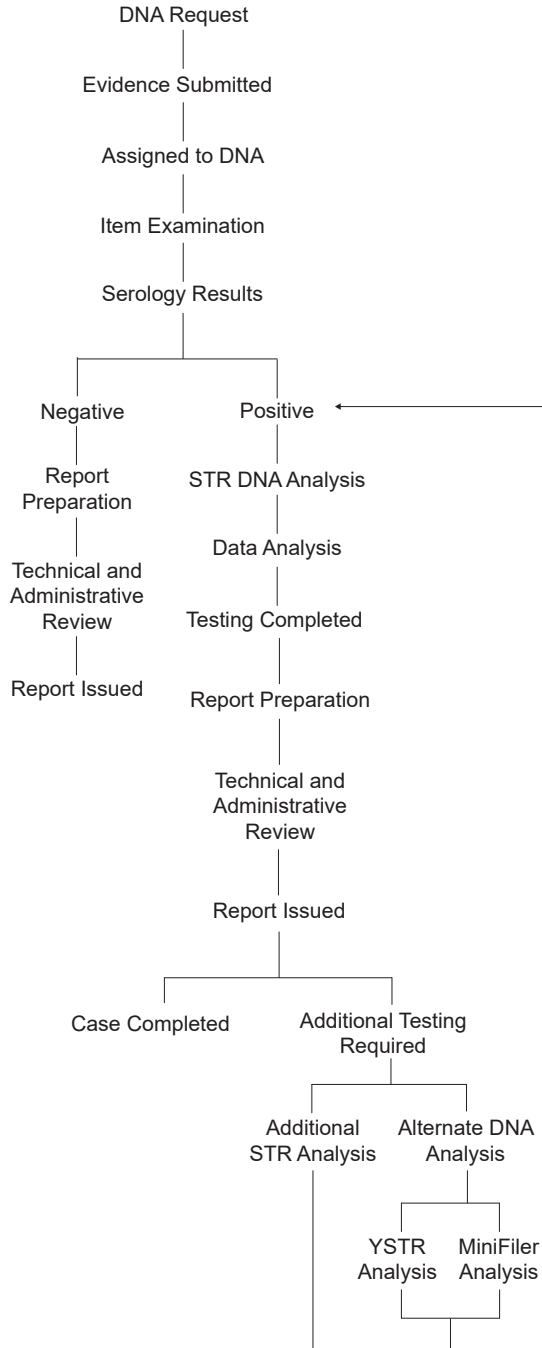 DNA Request
Evidence Submitted
Assigned to DNA
Item Examination
Serology Results
Negative
Positive
Report
Preparation
STR DNA Analysis
Data Analysis
Technical and
Administrative
Review
Testing Completed
Report Issued
Report Preparation
Technical and
Administrative
Review
Report Issued
Case Completed
Additional Testing
Required
Additional
STR Analysis
Alternate DNA
Analysis
YSTR
Analysis
MiniFiler
Analysis